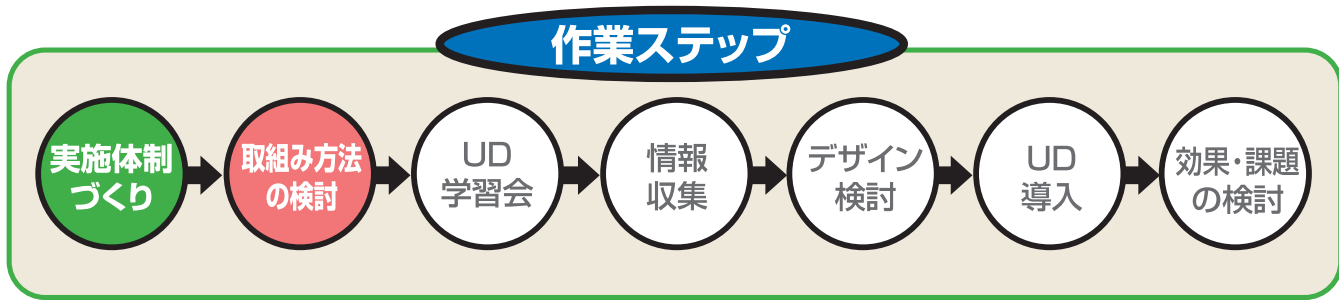 作業ステップ
実施体制
づくり
取組み方法
の検討
UD
学習会
情報
収集
デザイン
検討
UD
導入
効果・課題
の検討